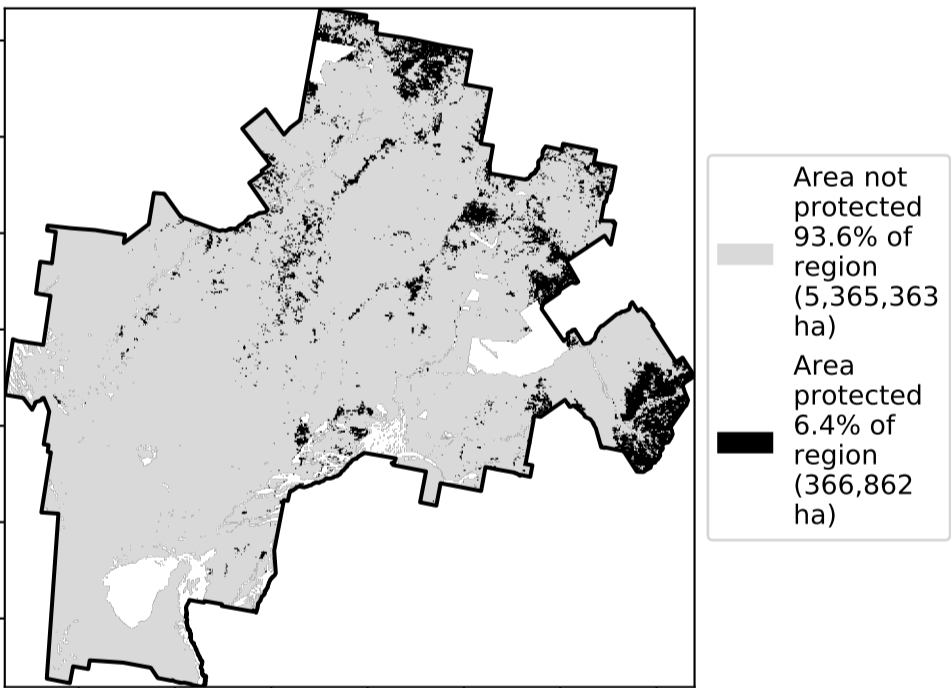 Area not
protected
93.6% of
region
(5,365,363
ha)
Area
protected
6.4% of
region
(366,862
ha)